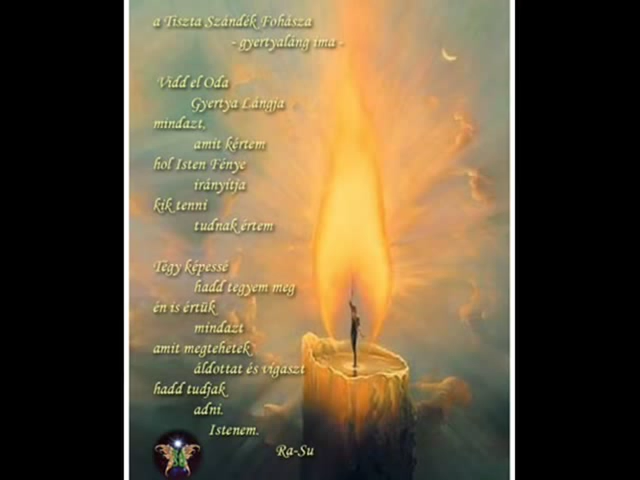 a Tiszta Szándék Fohásza
- gyertyaláng ima -
Vidd el Oda
Gyertya Lángja
mindazt,
amit kértem
hol Isten Fénye
irányítja
kik tenni
tudnak értem
Tégy képessé
hadd tegyem meg
én is értük
mindazt
amit megtehetek
áldottat és vigaszt
hadd tudjak
adni.
Istenem.
Ra-Su